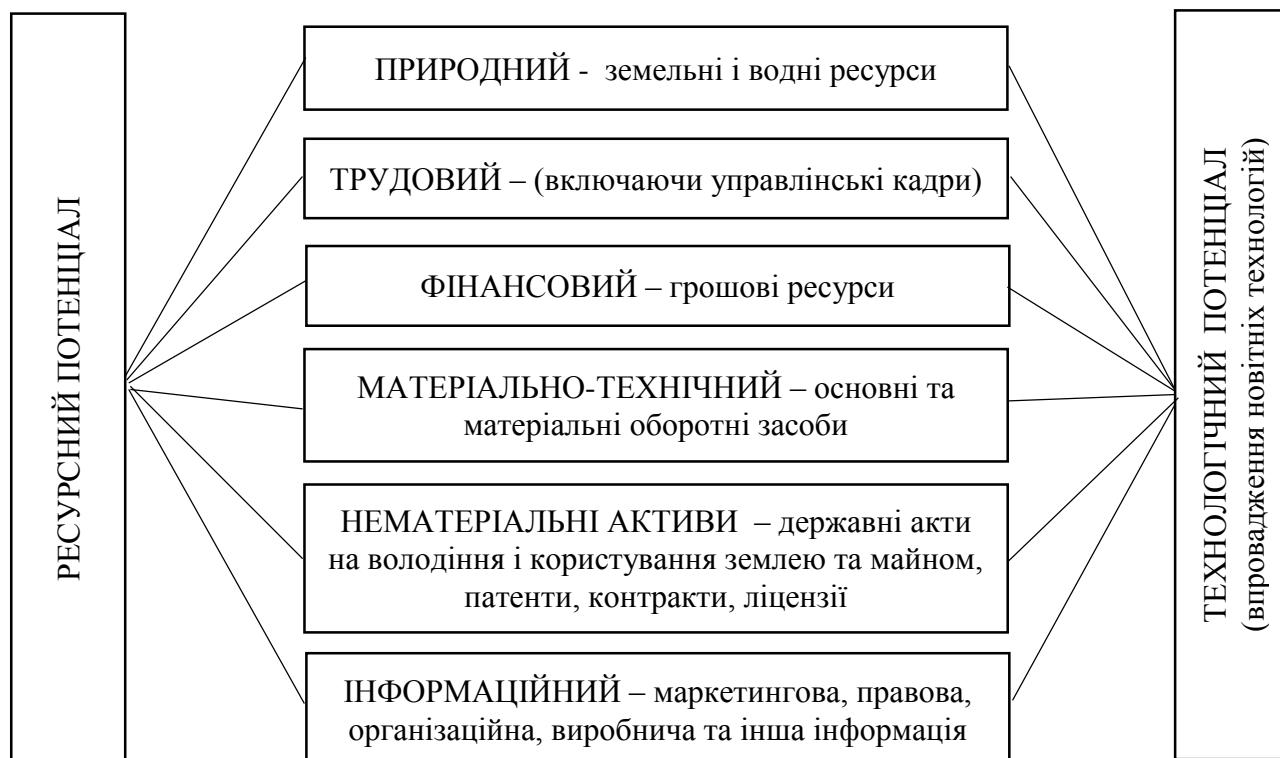 РЕСУРСНИЙ ПОТЕНЦІАЛ
ПРИРОДНИЙ - земельні і водні ресурси
ТРУДОВИЙ – (включаючи управлінські кадри)
ФІНАНСОВИЙ – грошові ресурси
МАТЕРІАЛЬНО-ТЕХНІЧНИЙ – основні та
матеріальні оборотні засоби
НЕМАТЕРІАЛЬНІ АКТИВИ – державні акти
на володіння і користування землею та майном,
патенти, контракти, ліцензії
ІНФОРМАЦІЙНИЙ – маркетингова, правова,
організаційна, виробнича та інша інформація
ТЕХНОЛОГІЧНИЙ ПОТЕНЦІАЛ
(впровадження новітніх технологій)